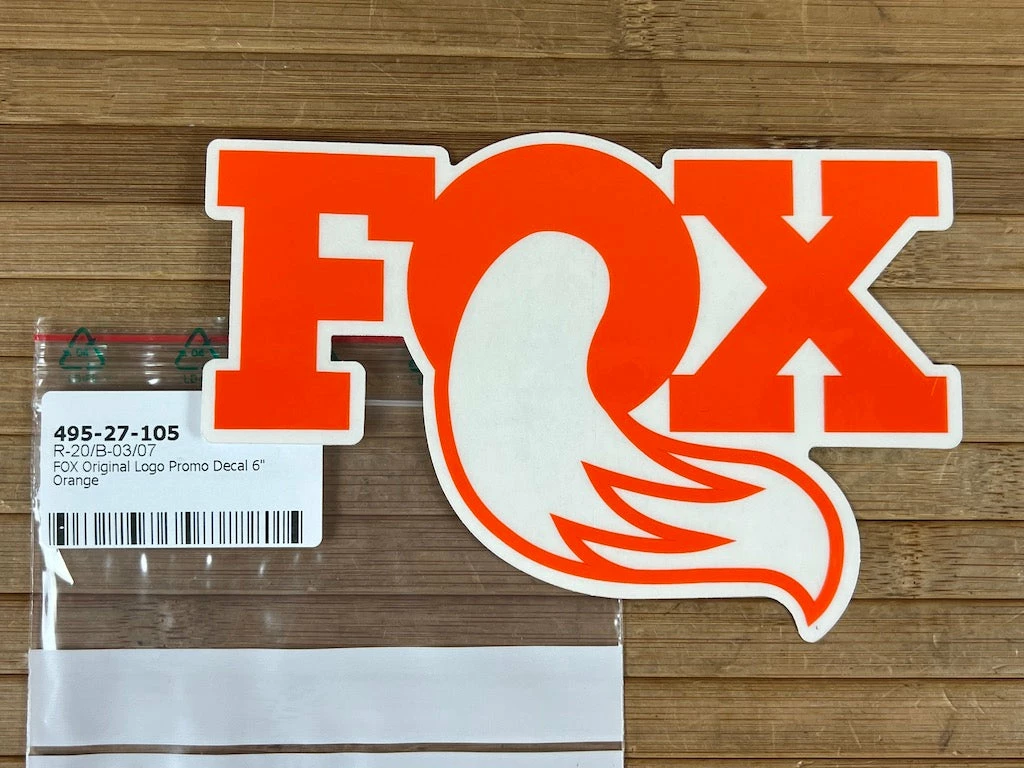 FOX
495-27-105
R-20/B-03/07
FOX Original Logo Promo Decal 6"
Orange